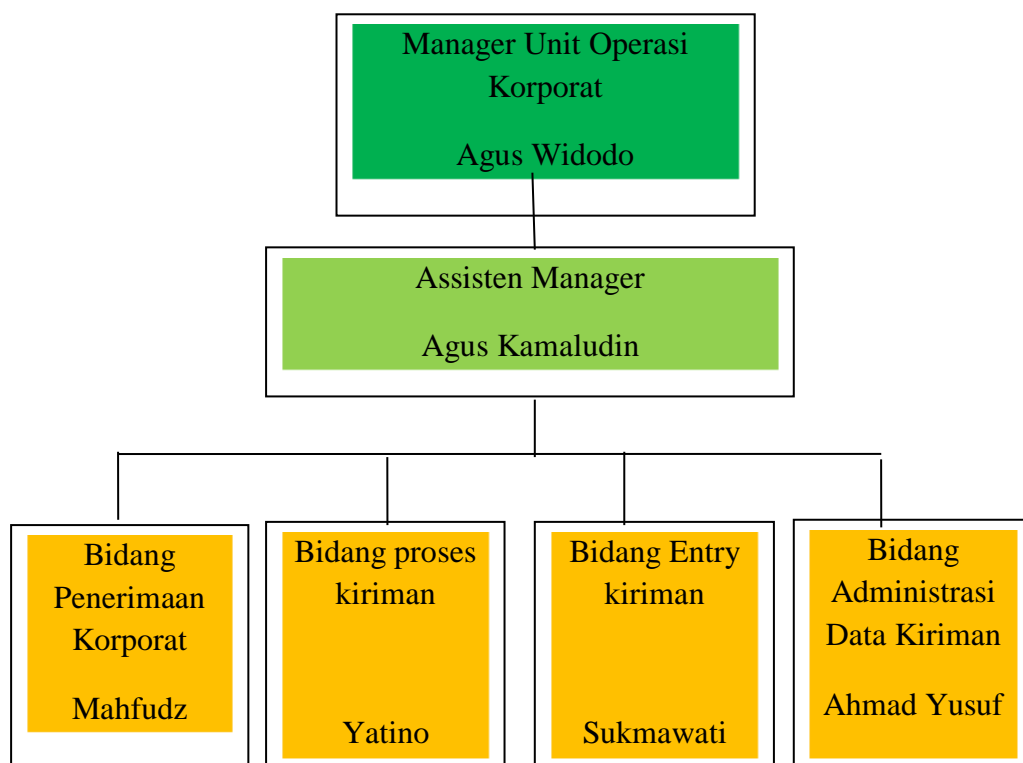 Manager Unit Operasi
Korporat
Agus Widodo
Assisten Manager
Agus Kamaludin
Bidang
Penerimaan
Korporat
Mahfudz
Bidang proses
kiriman
Yatino
Bidang Entry
kiriman
Sukmawati
Bidang
Administrasi
Data Kiriman
Ahmad Yusuf